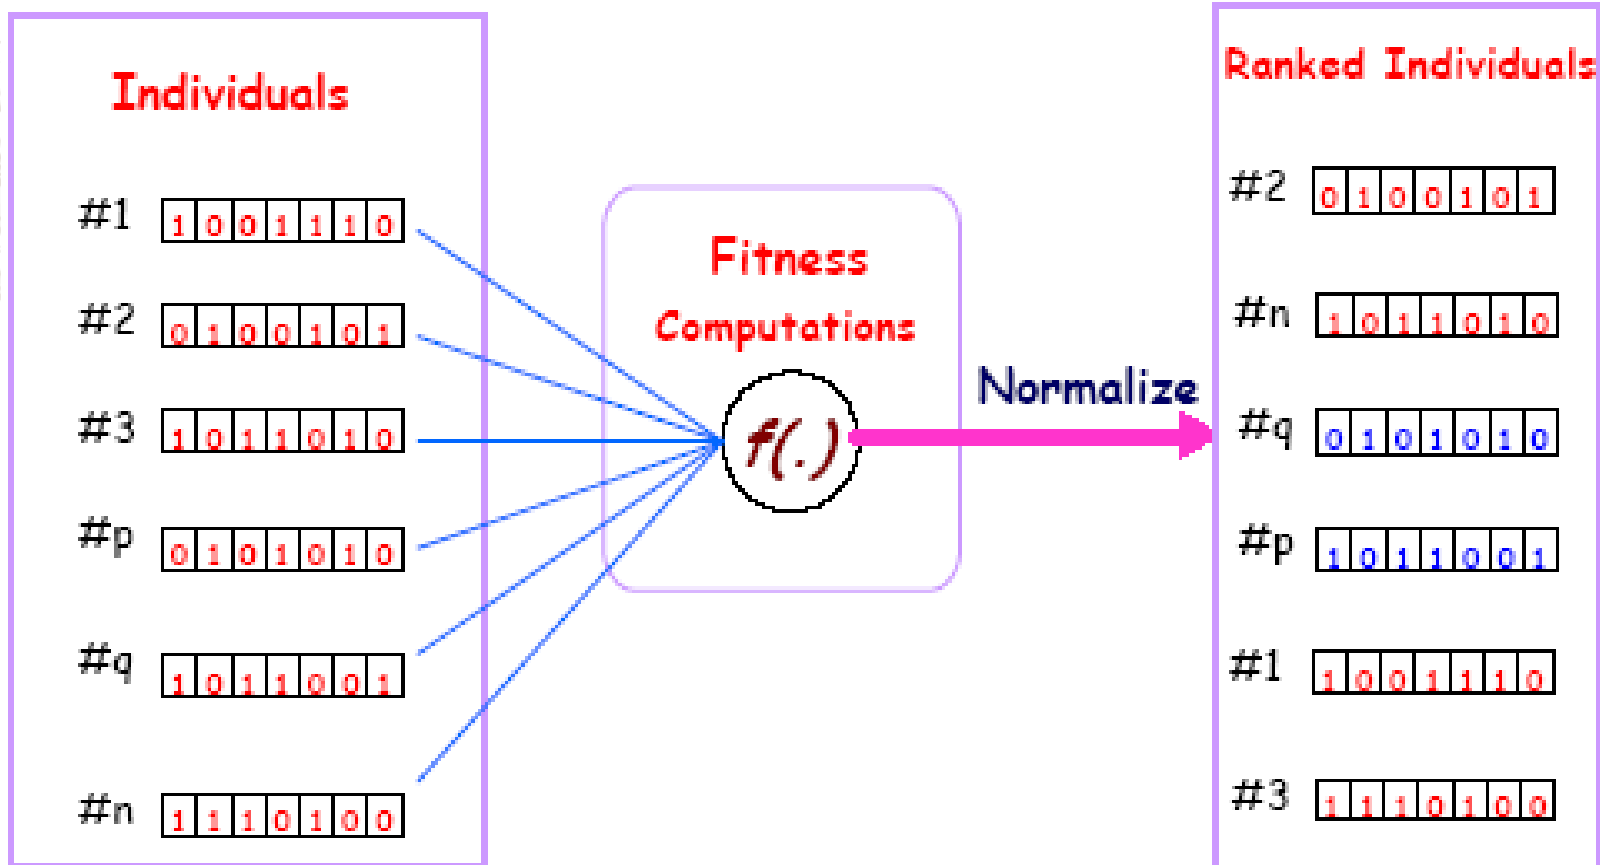 Individuals
#1 1 0 0 1 1 1 0
#2 0 1 0 0 1 0 1
#3 1 0 1 1 0 1 0
#p 0 1 0 1 0 1 0
#q 1 0 1 1 0 0 1
#n 1 1 1 0 1 0 0
Fitness
Computations
f(.)
Normalize
Ranked Individuals
#2 0 1 0 0 1 0 1
#n 1 0 1 1 0 1 0
#q 0 1 0 1 0 1 0
#p 1 0 1 1 0 0 1
#1 1 0 0 1 1 1 0
#3 1 1 1 0 1 0 0